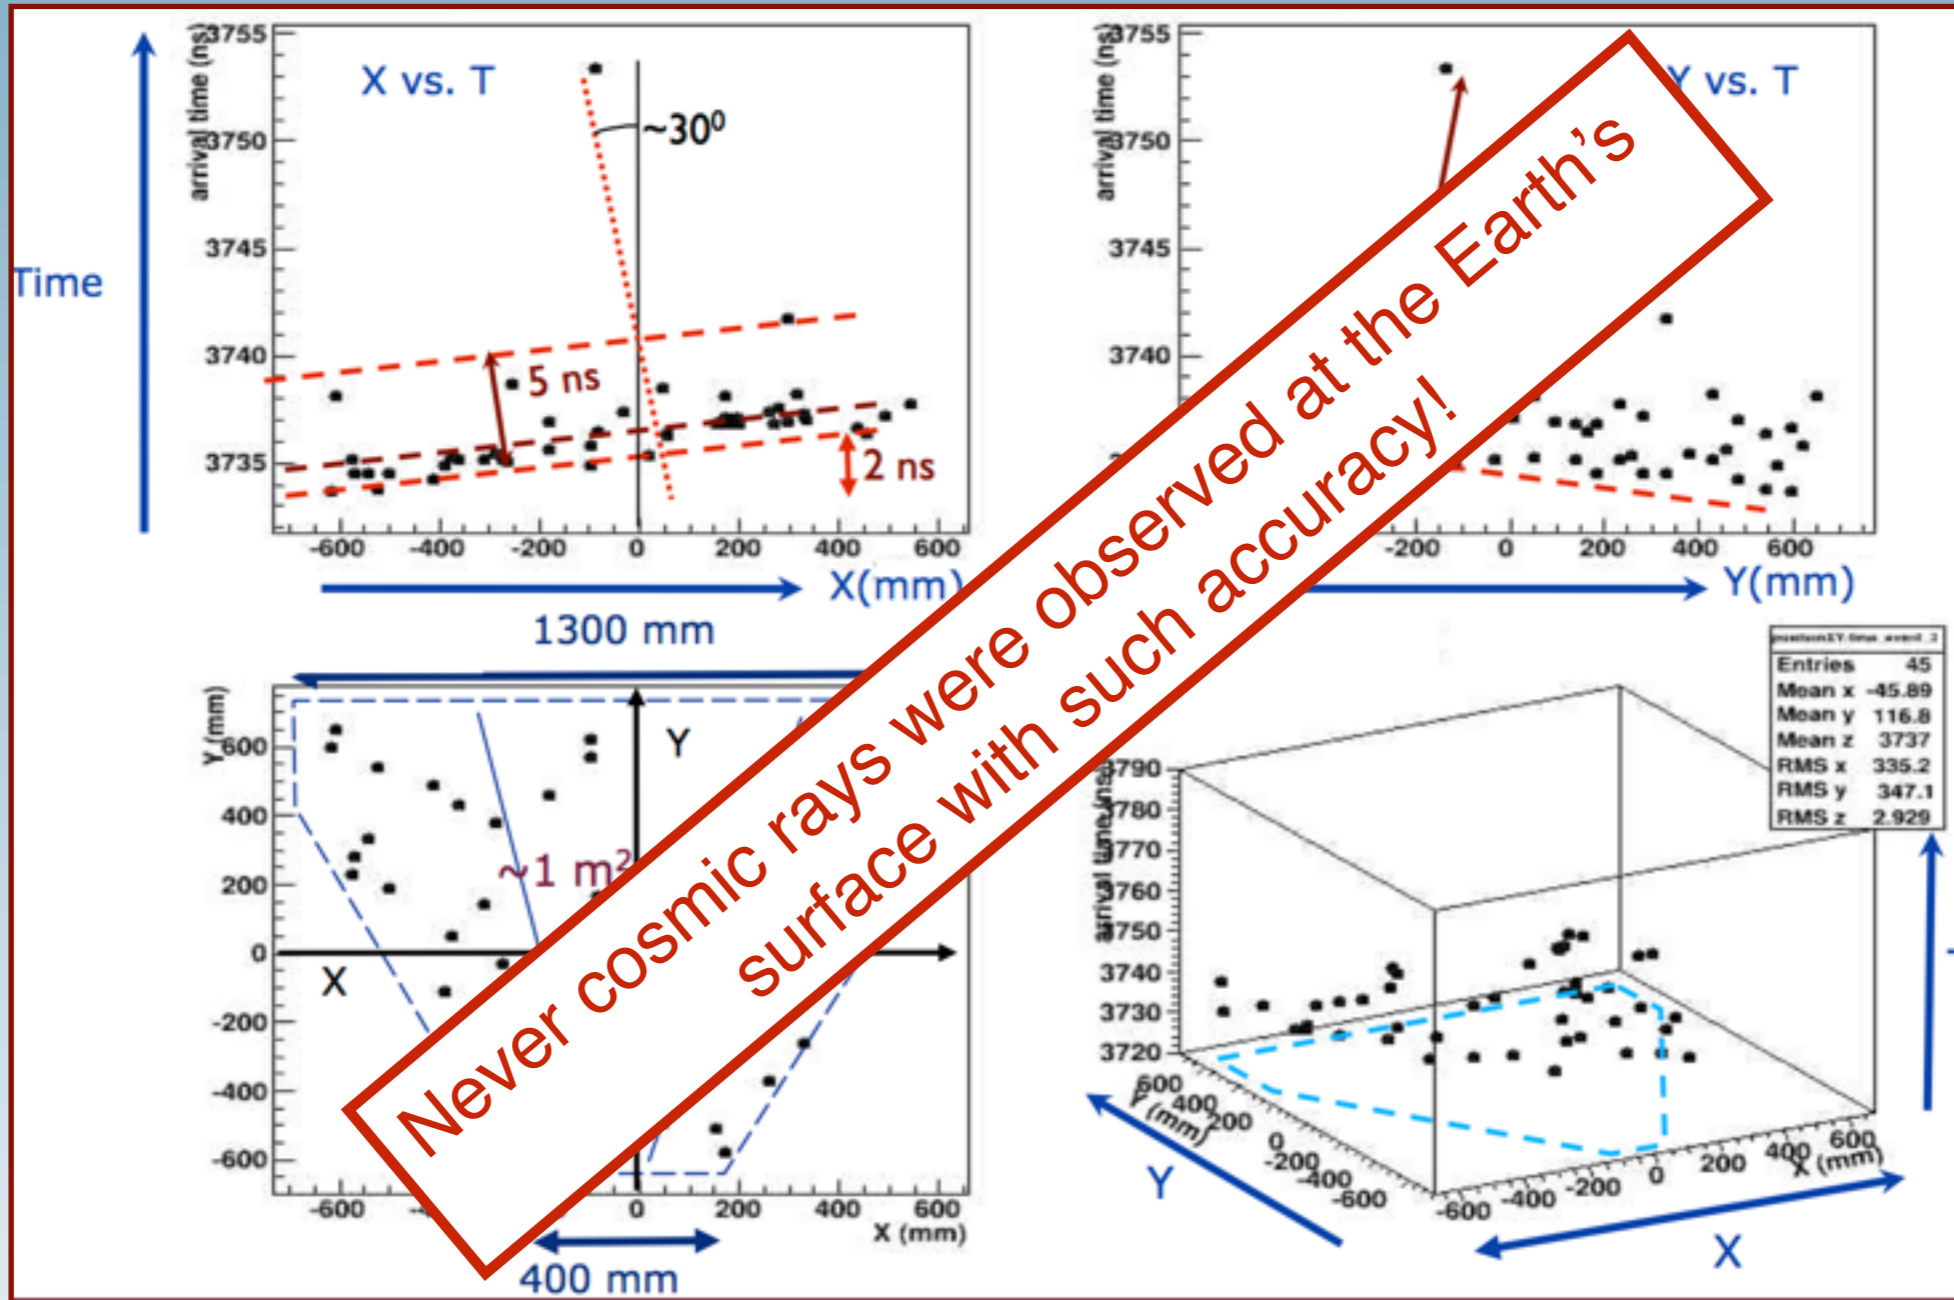 X vs. T
arrival time (ns)
3755
3750
3745
3740
3735
~30⁰
5 ns
2 ns
Time
-600 -400 -200 0 200 400 600
X(mm)
1300 mm
Y vs. T
arrival time (ns)
3755
3750
3745
3740
-200 0 200 400 600
Y(mm)
Never cosmic rays were observed at the Earth's
surface with such accuracy!
Y (mm)
600
400
200
0
-200
-400
-600
Y
X
~1 m²
-600 0 200 400 600
X (mm)
400 mm
Entries 45
Mean x -45.89
Mean y 116.8
Mean z 3737
RMS x 335.2
RMS y 347.1
RMS z 2.929
arrival time (ns)
3790
3780
3770
3760
3750
3740
3730
3720
600 400 200 0 -200 -400 -600
Y (mm)
-600 -400 -200 0 200 400 600
X (mm)
Y
X